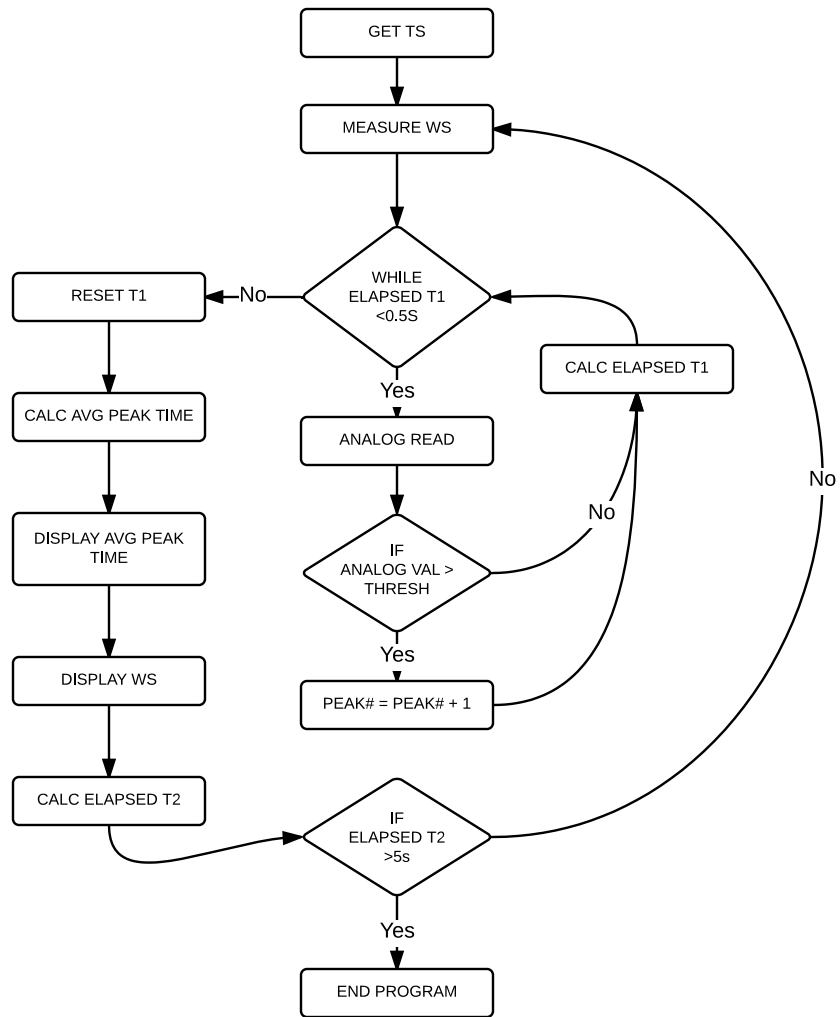 GET TS
MEASURE WS
WHILE
ELAPSED T1
<0.5S
No
RESET T1
CALC ELAPSED T1
Yes
CALC AVG PEAK TIME
ANALOG READ
No
No
DISPLAY AVG PEAK
TIME
IF
ANALOG VAL >
THRESH
Yes
DISPLAY WS
PEAK# = PEAK# + 1
CALC ELAPSED T2
IF
ELAPSED T2
>5s
Yes
END PROGRAM